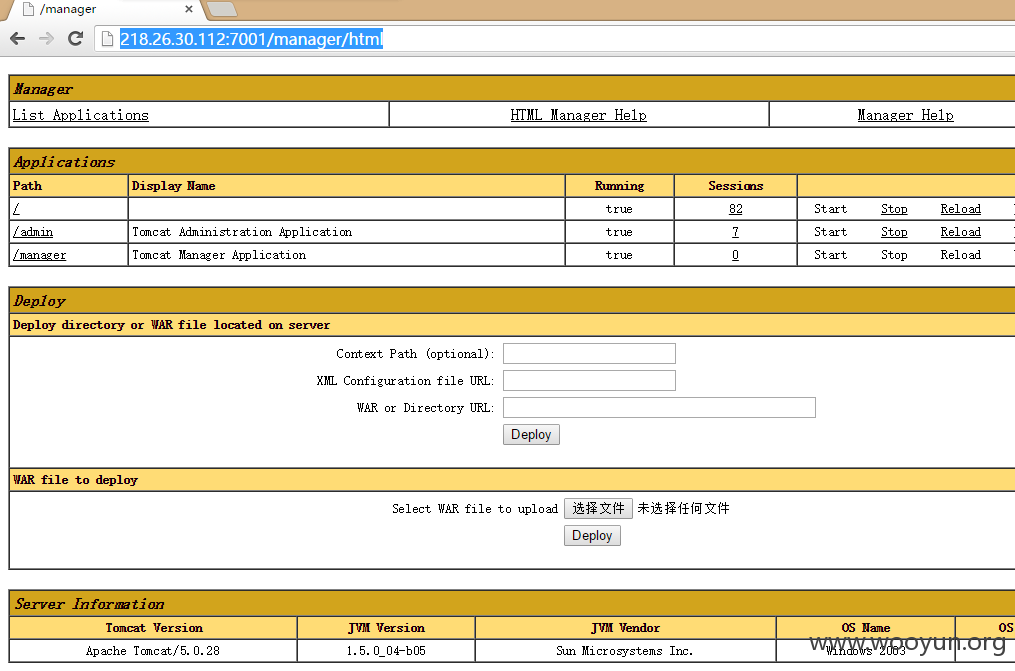 /manager
218.26.30.112:7001/manager/html
Manager
List Applications HTML Manager Help Manager Help
Applications
Path Display Name Running Sessions
/ true 82 Start Stop Reload
/admin Tomcat Administration Application true 7 Start Stop Reload
/manager Tomcat Manager Application true 0 Start Stop Reload
Deploy
Deploy directory or WAR file located on server
Context Path (optional):
XML Configuration file URL:
WAR or Directory URL:
Deploy
WAR file to deploy
Select WAR file to upload 选择文件 未选择任何文件
Deploy
Server Information
Tomcat Version JVM Version JVM Vendor OS Name OS
Apache Tomcat/5.0.28 1.5.0_04-b05 Sun Microsystems Inc. Windows 2003
www.wooyun.org